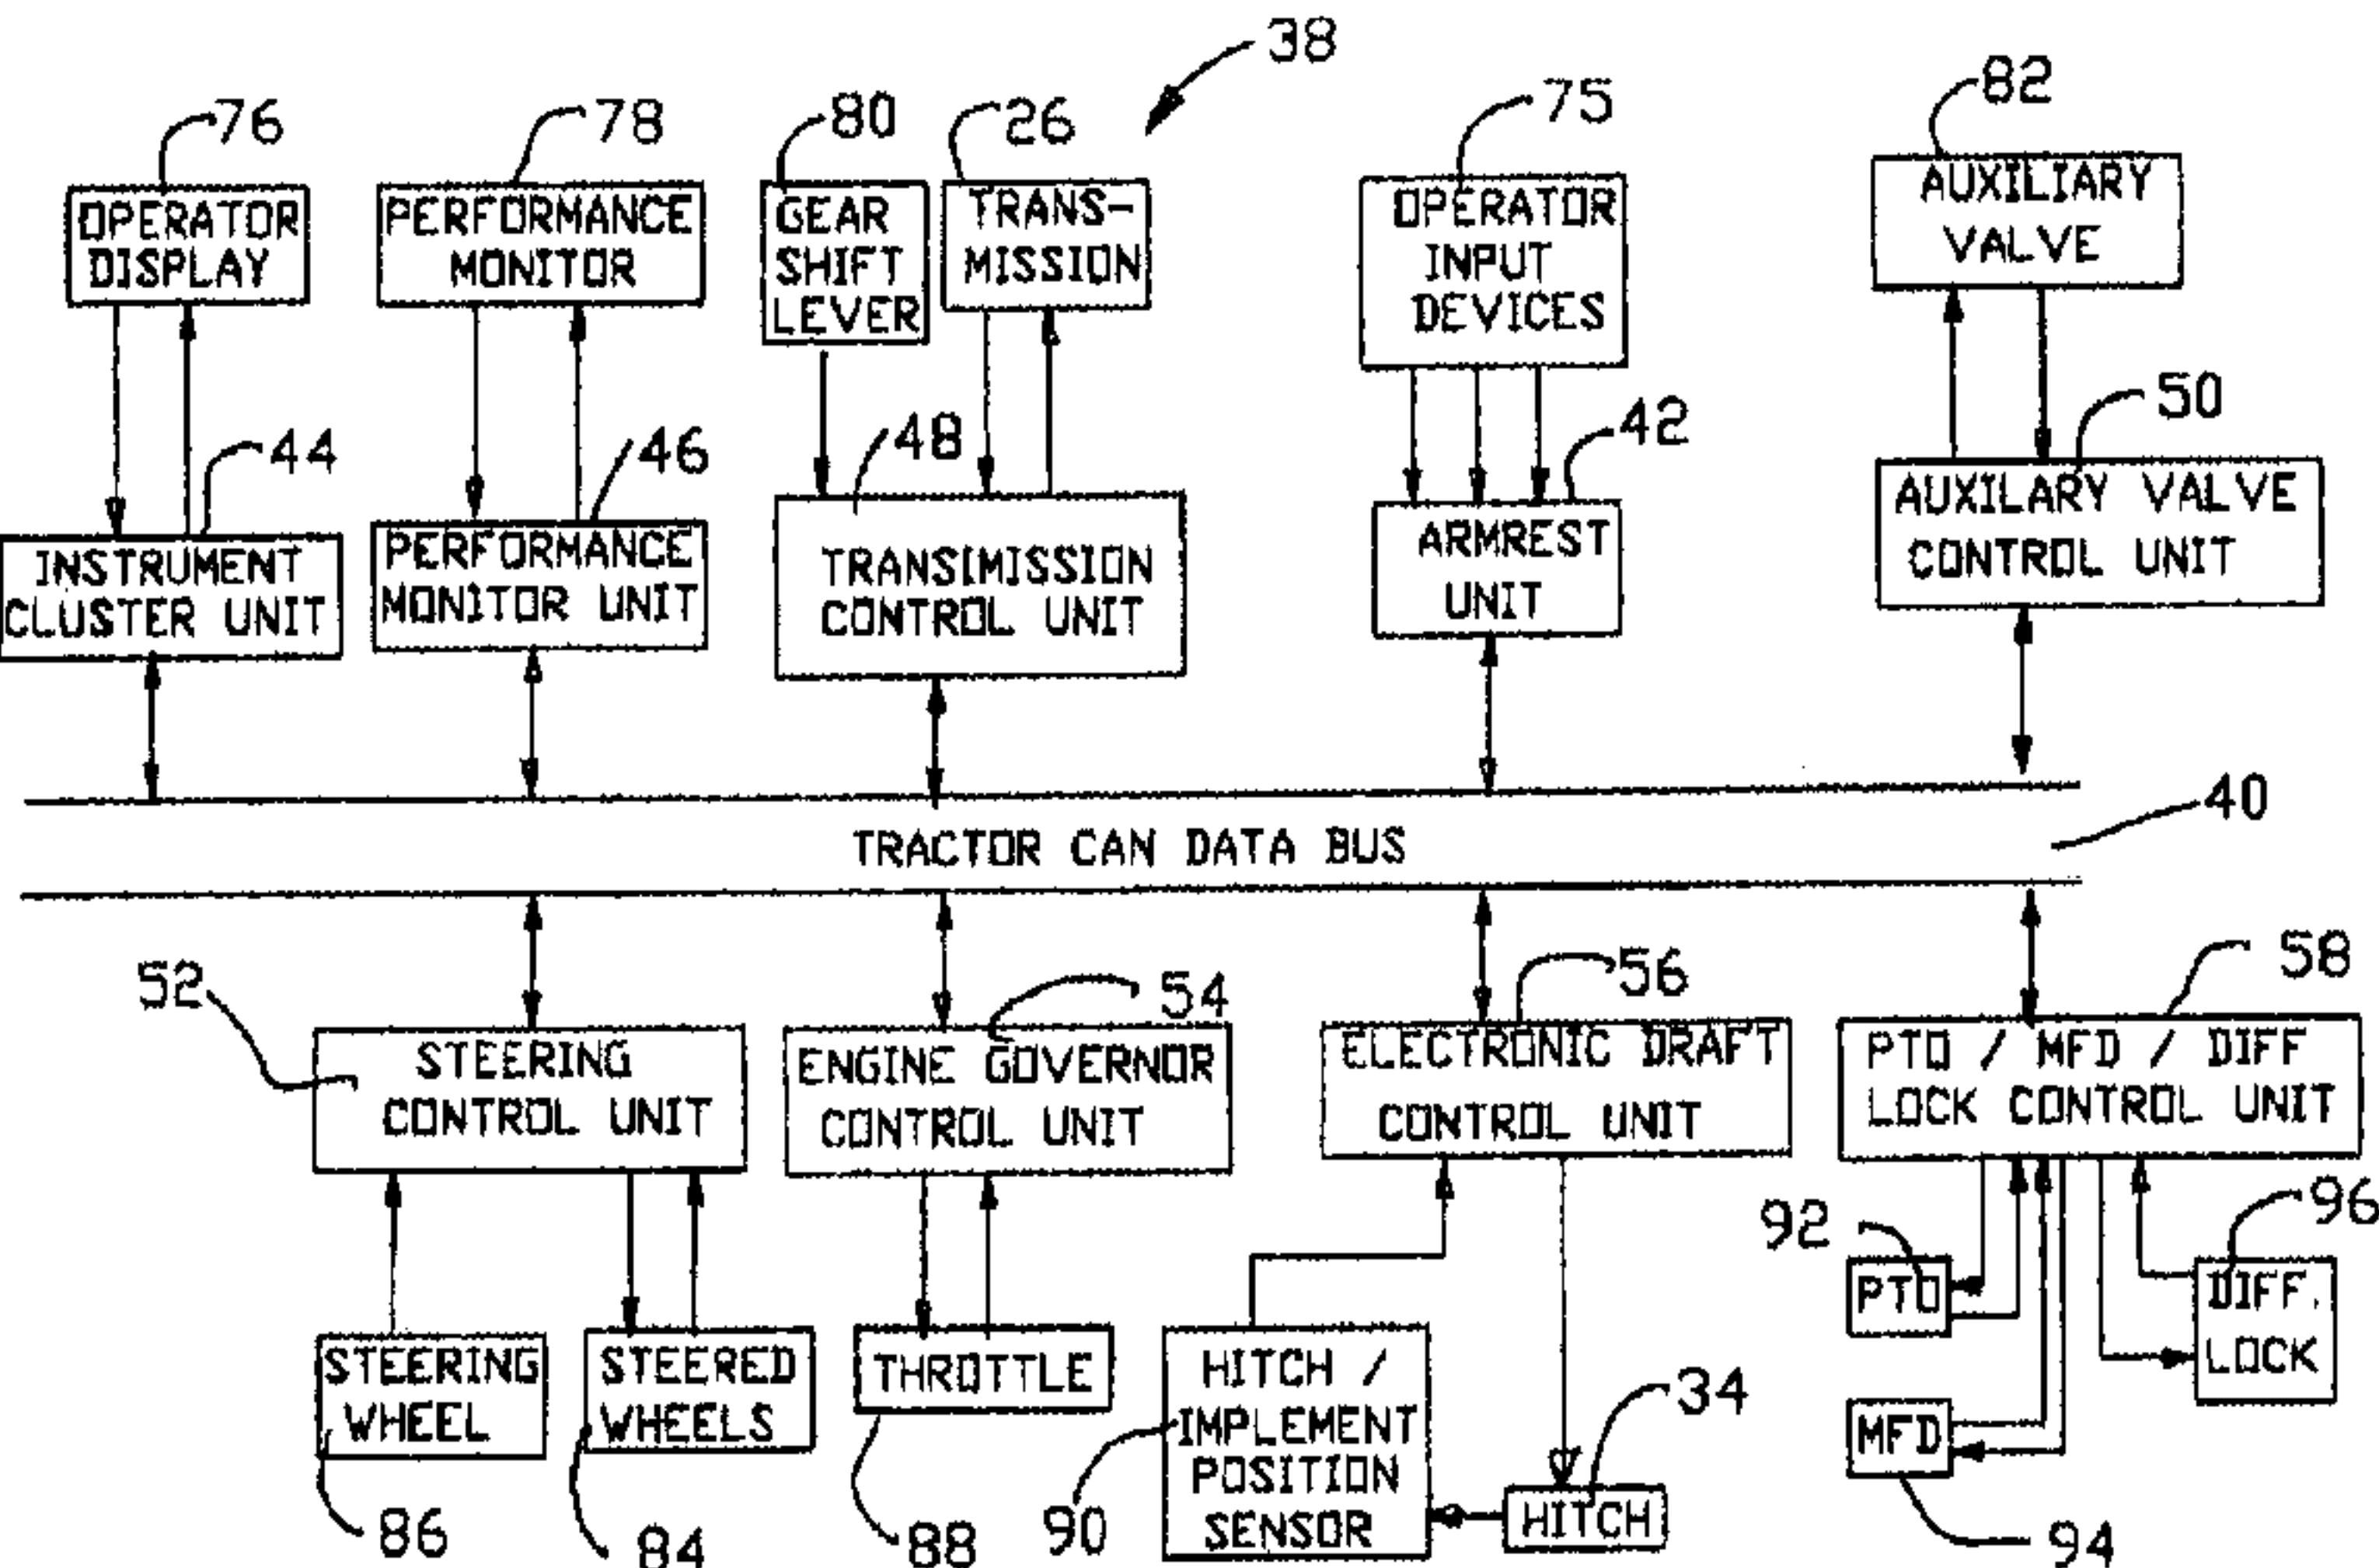 38
76
78
80
26
75
82
OPERATOR
DISPLAY
PERFORMANCE
MONITOR
GEAR
SHIFT
LEVER
TRANS-
MISSION
OPERATOR
INPUT
DEVICES
AUXILIARY
VALVE
44
46
48
42
50
INSTRUMENT
CLUSTER UNIT
PERFORMANCE
MONITOR UNIT
TRANSIMISSION
CONTROL UNIT
ARMREST
UNIT
AUXILARY VALVE
CONTROL UNIT
40
TRACTOR CAN DATA BUS
52
54
56
58
STEERING
CONTROL UNIT
ENGINE GOVERNOR
CONTROL UNIT
ELECTRONIC DRAFT
CONTROL UNIT
PTO / MFD / DIFF
LOCK CONTROL UNIT
92
96
PTO
DIFF.
LOCK
STEERING
WHEEL
STEERED
WHEELS
THROTTLE
HITCH /
IMPLEMENT
POSITION
SENSOR
34
HITCH
MFD
86
84
88
90
94